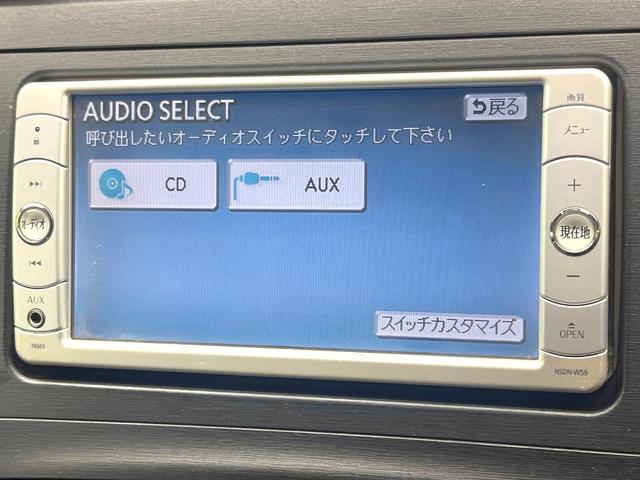 AUDIO SELECT
戻る
呼び出したいオーディオスイッチにタッチして下さい
CD
AUX
スイッチカスタマイズ
オーディオ
AUX
76043
画質
メニュー
+
現在地
−
OPEN
NSDN-W59